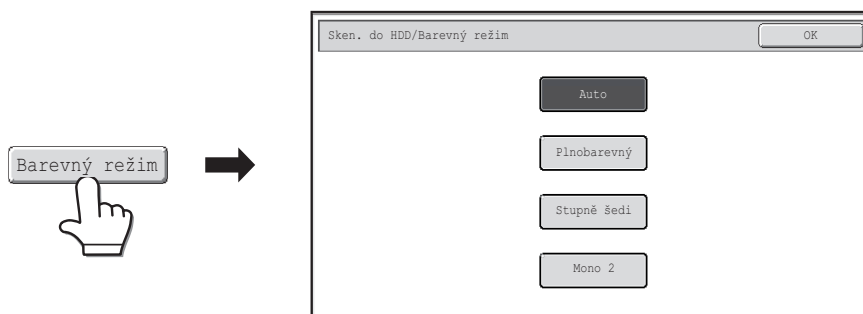 Barevný režim
Sken. do HDD/Barevný režim
OK
Auto
Plnobarevný
Stupně šedi
Mono 2